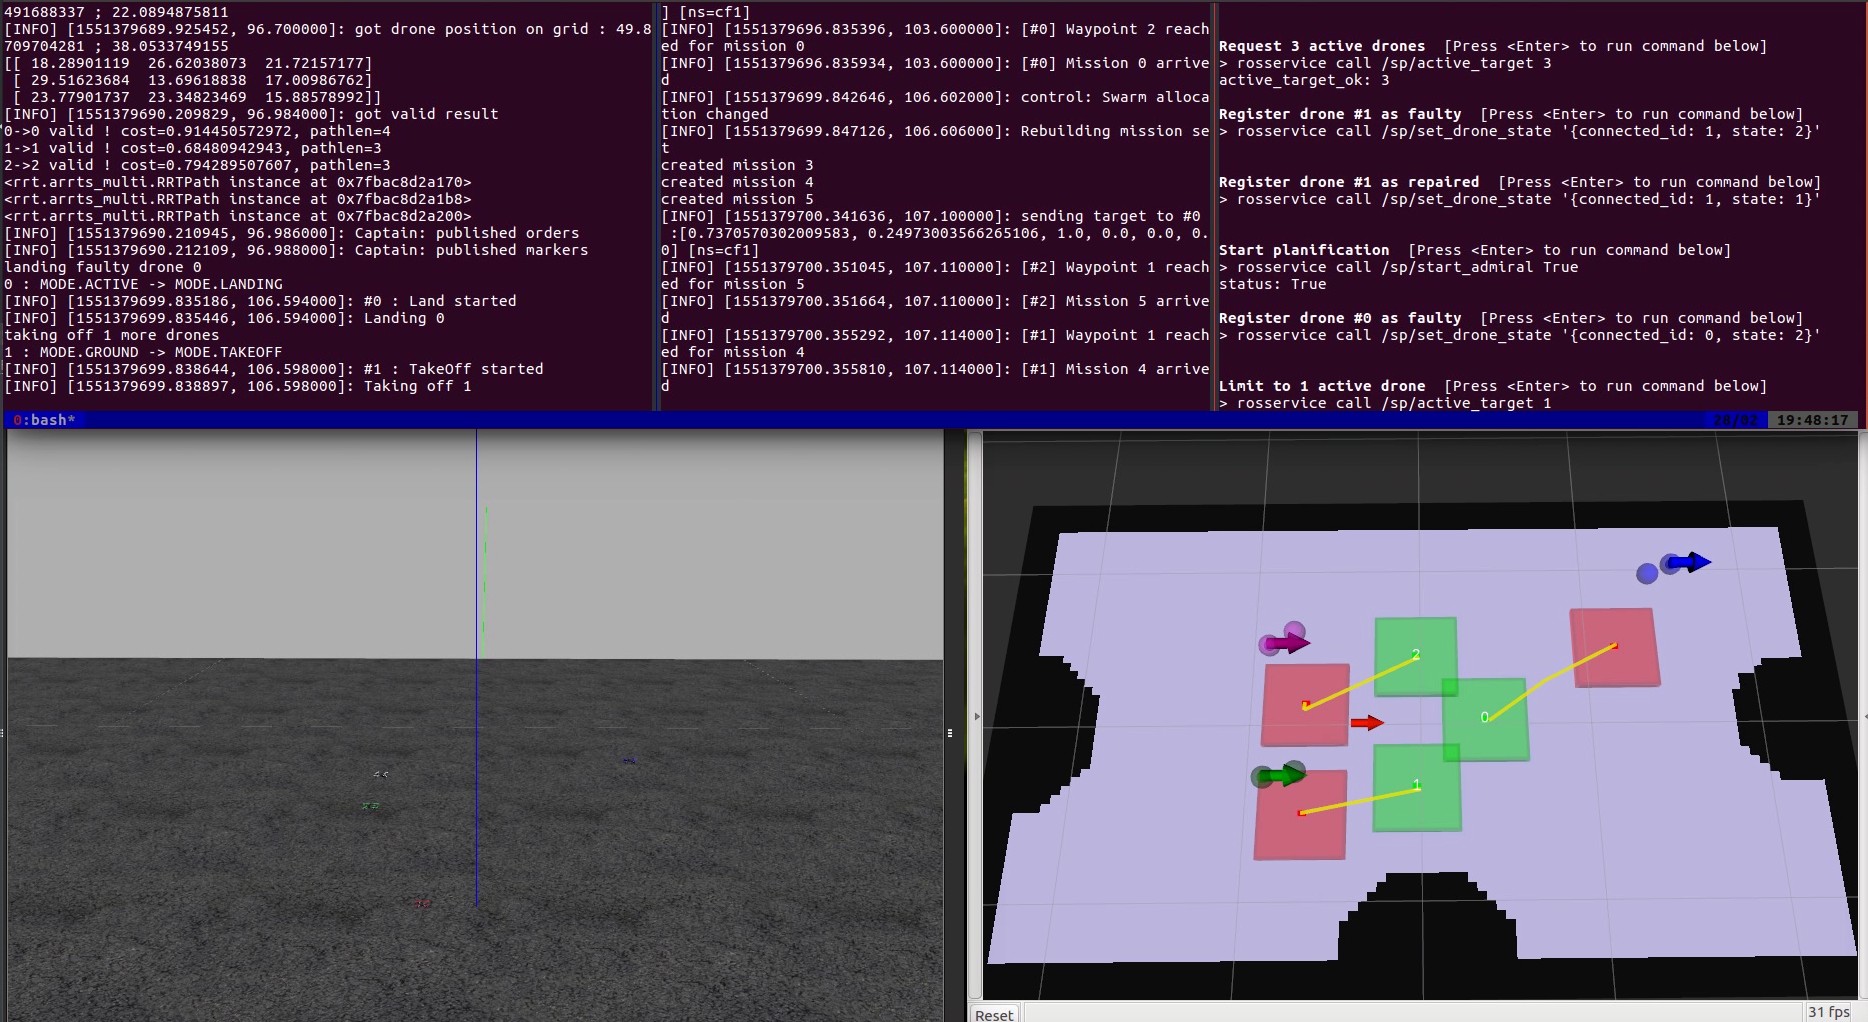 491688337 ; 22.0894875811
[INFO] [1551379689.925452, 96.700000]: got drone position on grid : 49.8
709704281 ; 38.0533749155
[[ 18.28901119  26.62038073  21.72157177]
 [ 29.51623684  13.69618838  17.00986762]
 [ 23.77901737  23.34823469  15.88578992]]
[INFO] [1551379690.209829, 96.984000]: got valid result
0->0 valid ! cost=0.914450572972, pathlen=4
1->1 valid ! cost=0.68480942943, pathlen=3
2->2 valid ! cost=0.794289507607, pathlen=3
<rrt.arrts_multi.RRTPath instance at 0x7fbac8d2a170>
<rrt.arrts_multi.RRTPath instance at 0x7fbac8d2a1b8>
<rrt.arrts_multi.RRTPath instance at 0x7fbac8d2a200>
[INFO] [1551379690.210945, 96.986000]: Captain: published orders
[INFO] [1551379690.212109, 96.988000]: Captain: published markers
landing faulty drone 0
0 : MODE.ACTIVE -> MODE.LANDING
[INFO] [1551379699.835186, 106.594000]: #0 : Land started
[INFO] [1551379699.835446, 106.594000]: Landing 0
taking off 1 more drones
1 : MODE.GROUND -> MODE.TAKEOFF
[INFO] [1551379699.838644, 106.598000]: #1 : TakeOff started
[INFO] [1551379699.838897, 106.598000]: Taking off 1
] [ns=cf1]
[INFO] [1551379696.835396, 103.600000]: [#0] Waypoint 2 reach
ed for mission 0
[INFO] [1551379696.835934, 103.600000]: [#0] Mission 0 arrive
d
[INFO] [1551379699.842646, 106.602000]: control: Swarm alloca
tion changed
[INFO] [1551379699.847126, 106.606000]: Rebuilding mission se
t
created mission 3
created mission 4
created mission 5
[INFO] [1551379700.341636, 107.100000]: sending target to #0
 :[0.7370570302009583, 0.24973003566265106, 1.0, 0.0, 0.0, 0.
0] [ns=cf1]
[INFO] [1551379700.351045, 107.110000]: [#2] Waypoint 1 reach
ed for mission 5
[INFO] [1551379700.351664, 107.110000]: [#2] Mission 5 arrive
d
[INFO] [1551379700.355292, 107.114000]: [#1] Waypoint 1 reach
ed for mission 4
[INFO] [1551379700.355810, 107.114000]: [#1] Mission 4 arrive
d
Request 3 active drones  [Press <Enter> to run command below]
> rosservice call /sp/active_target 3
active_target_ok: 3
Register drone #1 as faulty  [Press <Enter> to run command below]
> rosservice call /sp/set_drone_state '{connected_id: 1, state: 2}'
Register drone #1 as repaired  [Press <Enter> to run command below]
> rosservice call /sp/set_drone_state '{connected_id: 1, state: 1}'
Start planification  [Press <Enter> to run command below]
> rosservice call /sp/start_admiral True
status: True
Register drone #0 as faulty  [Press <Enter> to run command below]
> rosservice call /sp/set_drone_state '{connected_id: 0, state: 2}'
Limit to 1 active drone  [Press <Enter> to run command below]
> rosservice call /sp/active_target 1
0:bash*
28/02 19:48:17
2
0
1
Reset
31 fps